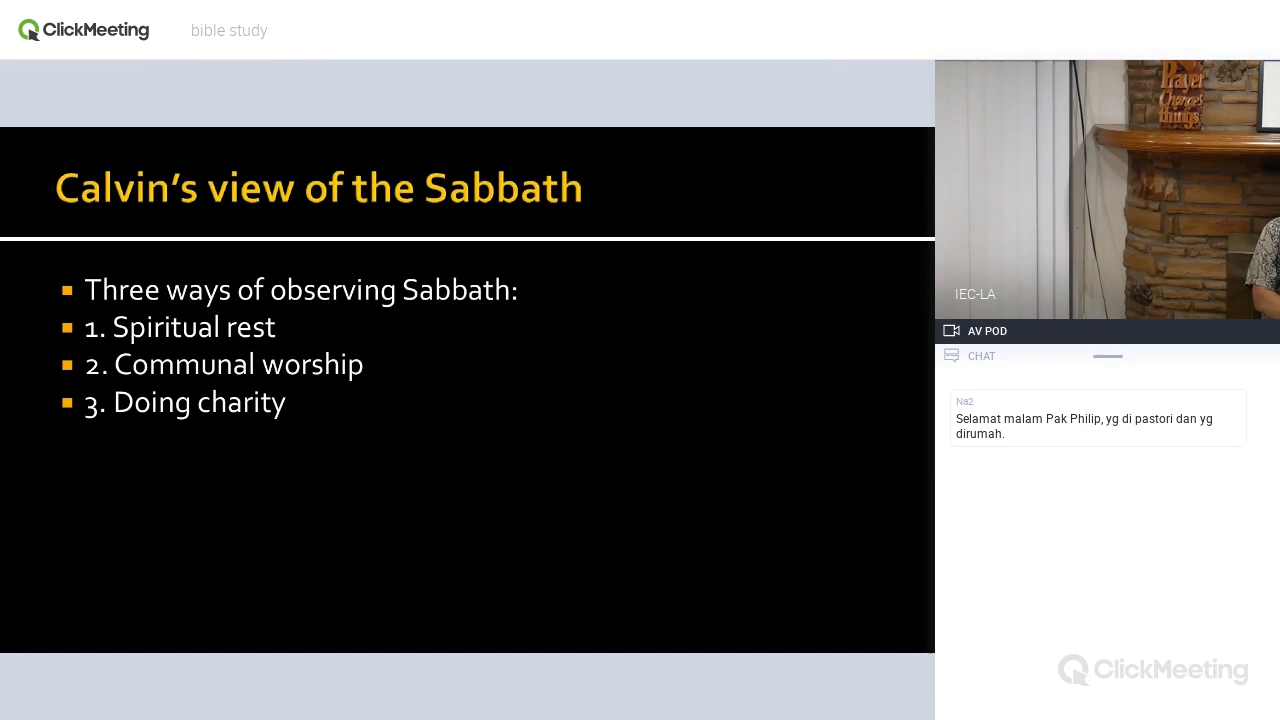 ClickMeeting
bible study
Calvin's view of the Sabbath
Three ways of observing Sabbath:
1. Spiritual rest
2. Communal worship
3. Doing charity
Prayer
Changes
things
IEC-LA
AV POD
CHAT
Na2
Selamat malam Pak Philip, yg di pastori dan yg
dirumah.
ClickMeeting